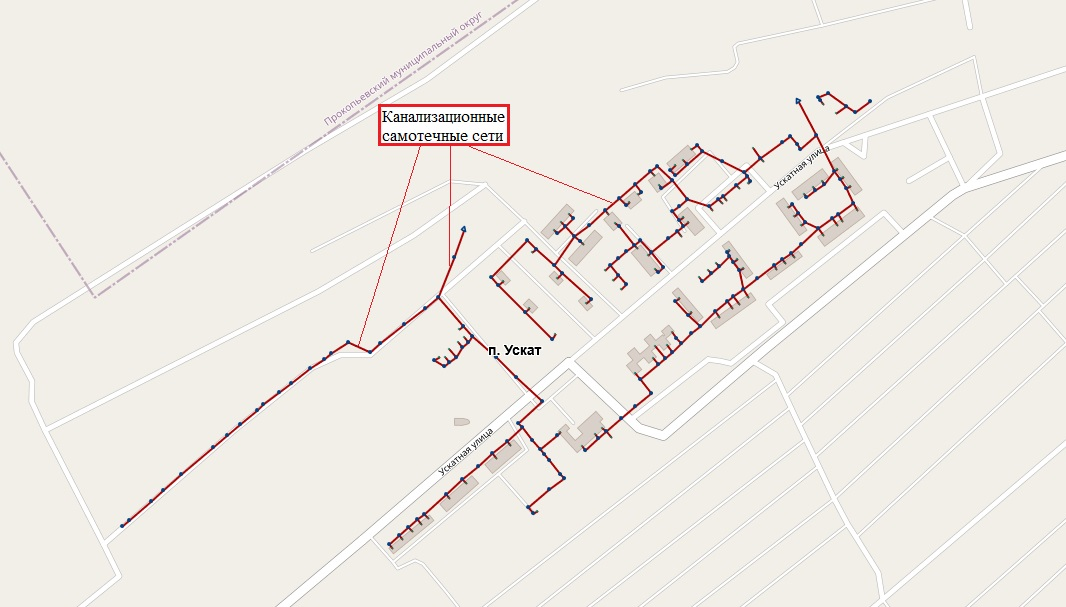 Прокопьевский муниципальный округ
Канализационные
самотечные сети
Ускатная улица
п. Ускат
Ускатная улица